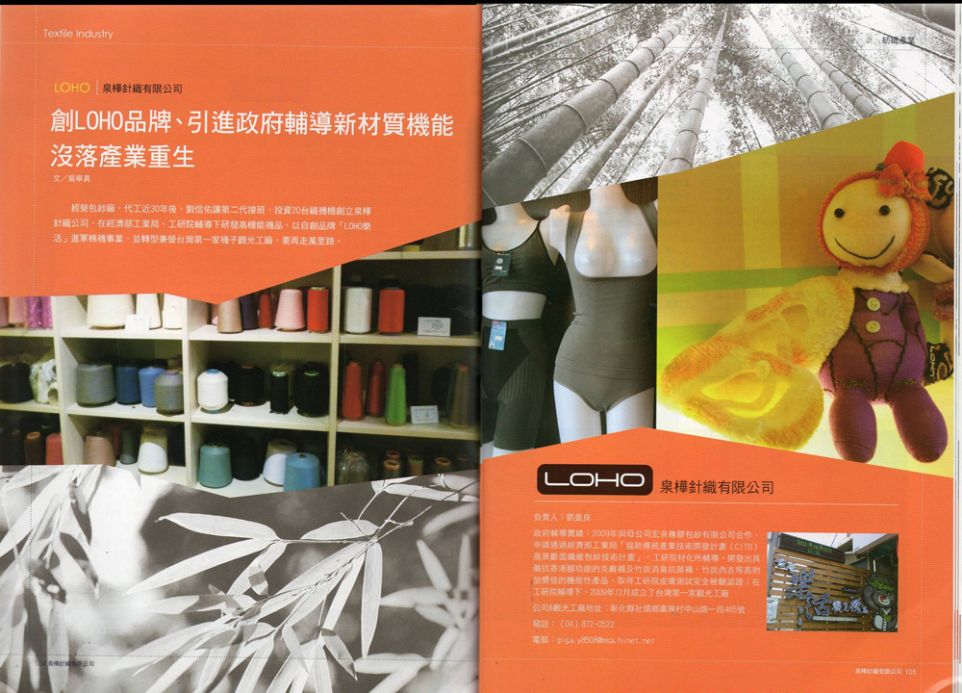 Textile Industry
LOHO 泉樺針織有限公司
創LOHO品牌、引進政府輔導新材質機能
沒落產業重生
文／吳寧真
經營包紗廠，代工近30年後，劉信佑讓第二代接班，投資20台織襪機創立泉樺
針織公司，在經濟部工業局、工研院輔導下研發高機能機品，以自創品牌「LOHO樂
活」進軍棉襪事業，並轉型兼營台灣第一家襪子觀光工廠，要再走萬里路。
104 泉樺針織有限公司
紡織產業
LOHO
LOHO 泉樺針織有限公司
負責人：劉晏良
政府輔導實績：2009年與母公司宏泉橡膠包紗有限公司合作，
申請通過經濟部工業局「協助傳統產業技術開發計畫（CITD）
高異斷面纖維包紗技術計畫」，工研院材化所輔導，開發出具
備抗香港腳功能的克癬襪及竹炭消臭抗菌襪、竹炭內衣等高附
加價值的機能性產品，取得工研院皮膚測試安全檢驗認證；在
工研院輔導下，2009年12月成立了台灣第一家觀光工廠
公司&觀光工廠地址：彰化縣社頭鄉廣興村中山路一段465號
電話：（04）872-0522
電郵：giga.y8508@msa.hinet.net
樂活
泉樺針織有限公司 105